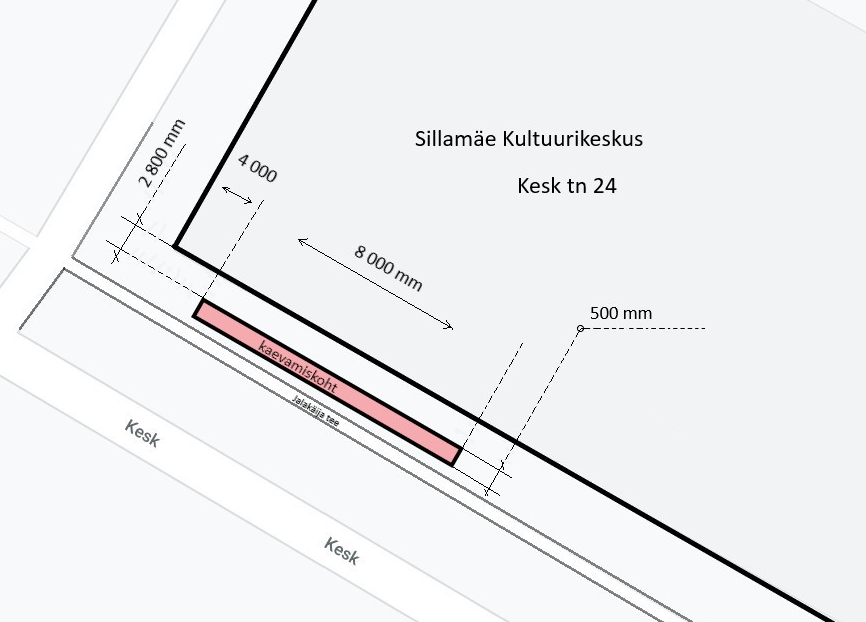 Sillamäe Kultuurikeskus
Kesk tn 24
2 800 mm
4 000
8 000 mm
500 mm
kaevamiskoht
Jalakäija tee
Kesk
Kesk